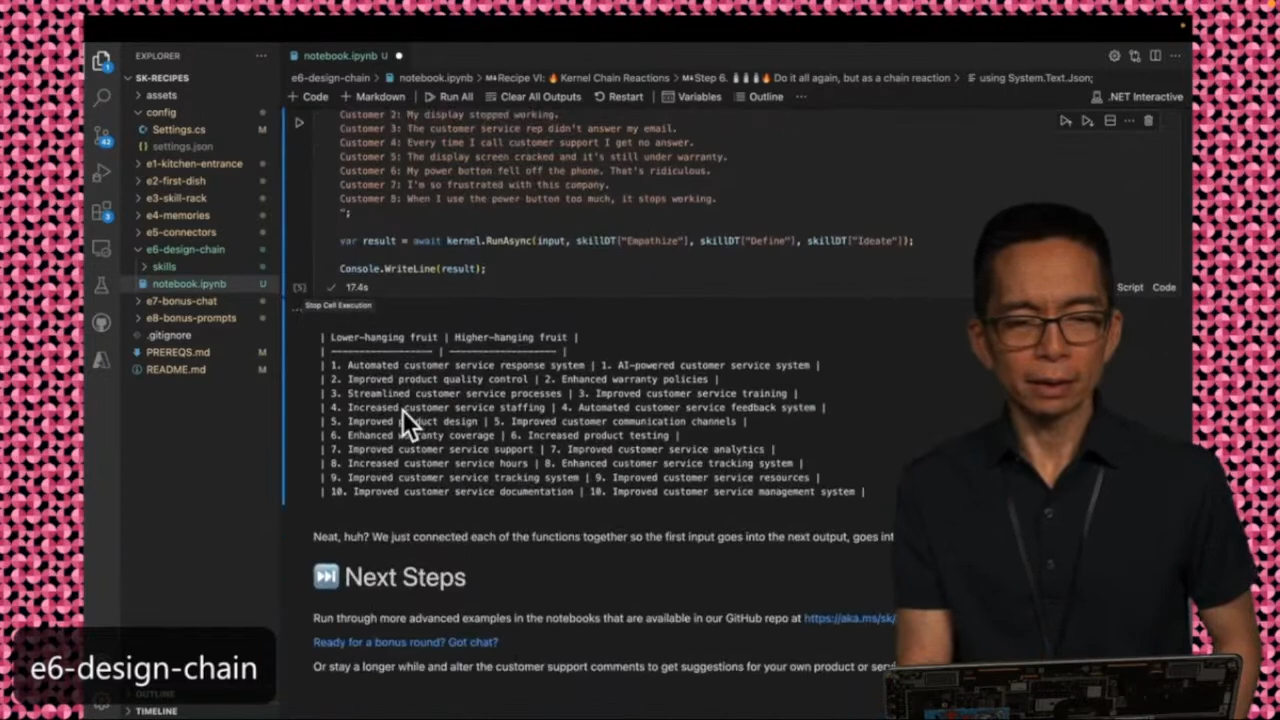 EXPLORER
SK-RECIPES
assets
config
Settings.cs M
settings.json
e1-kitchen-entrance
e2-first-dish
e3-skill-rack
e4-memories
e5-connectors
e6-design-chain
skills
notebook.ipynb U
e7-bonus-chat
e8-bonus-prompts
.gitignore
PREREQS.md M
README.md M
OUTLINE
TIMELINE
1
42
3
notebook.ipynb U
e6-design-chain > notebook.ipynb > Recipe VI: 🔥 Kernel Chain Reactions > Step 6. Do it all again, but as a chain reaction > using System.Text.Json;
+ Code + Markdown Run All Clear All Outputs Restart Variables Outline ... .NET Interactive
Customer 2: My display stopped working.
Customer 3: The customer service rep didn't answer my email.
Customer 4: Every time I call customer support I get no answer.
Customer 5: The display screen cracked and it's still under warranty.
Customer 6: My power button fell off the phone. That's ridiculous.
Customer 7: I'm so frustrated with this company.
Customer 8: When I use the power button too much, it stops working.
";
var result = await kernel.RunAsync(input, skillDT["Empathize"], skillDT["Define"], skillDT["Ideate"]);
Console.WriteLine(result);
[5] ✓ 17.4s Script Code
Stop Cell Execution
| Lower-hanging fruit | Higher-hanging fruit |
| ------------------- | -------------------- |
| 1. Automated customer service response system | 1. AI-powered customer service system |
| 2. Improved product quality control | 2. Enhanced warranty policies |
| 3. Streamlined customer service processes | 3. Improved customer service training |
| 4. Increased customer service staffing | 4. Automated customer service feedback system |
| 5. Improved product design | 5. Improved customer communication channels |
| 6. Enhanced warranty coverage | 6. Increased product testing |
| 7. Improved customer service support | 7. Improved customer service analytics |
| 8. Increased customer service hours | 8. Enhanced customer service tracking system |
| 9. Improved customer service tracking system | 9. Improved customer service resources |
| 10. Improved customer service documentation | 10. Improved customer service management system |
Neat, huh? We just connected each of the functions together so the first input goes into the next output, goes int
⏭️ Next Steps
Run through more advanced examples in the notebooks that are available in our GitHub repo at https://aka.ms/sk/
Ready for a bonus round? Got chat?
Or stay a longer while and alter the customer support comments to get suggestions for your own product or servi
e6-design-chain